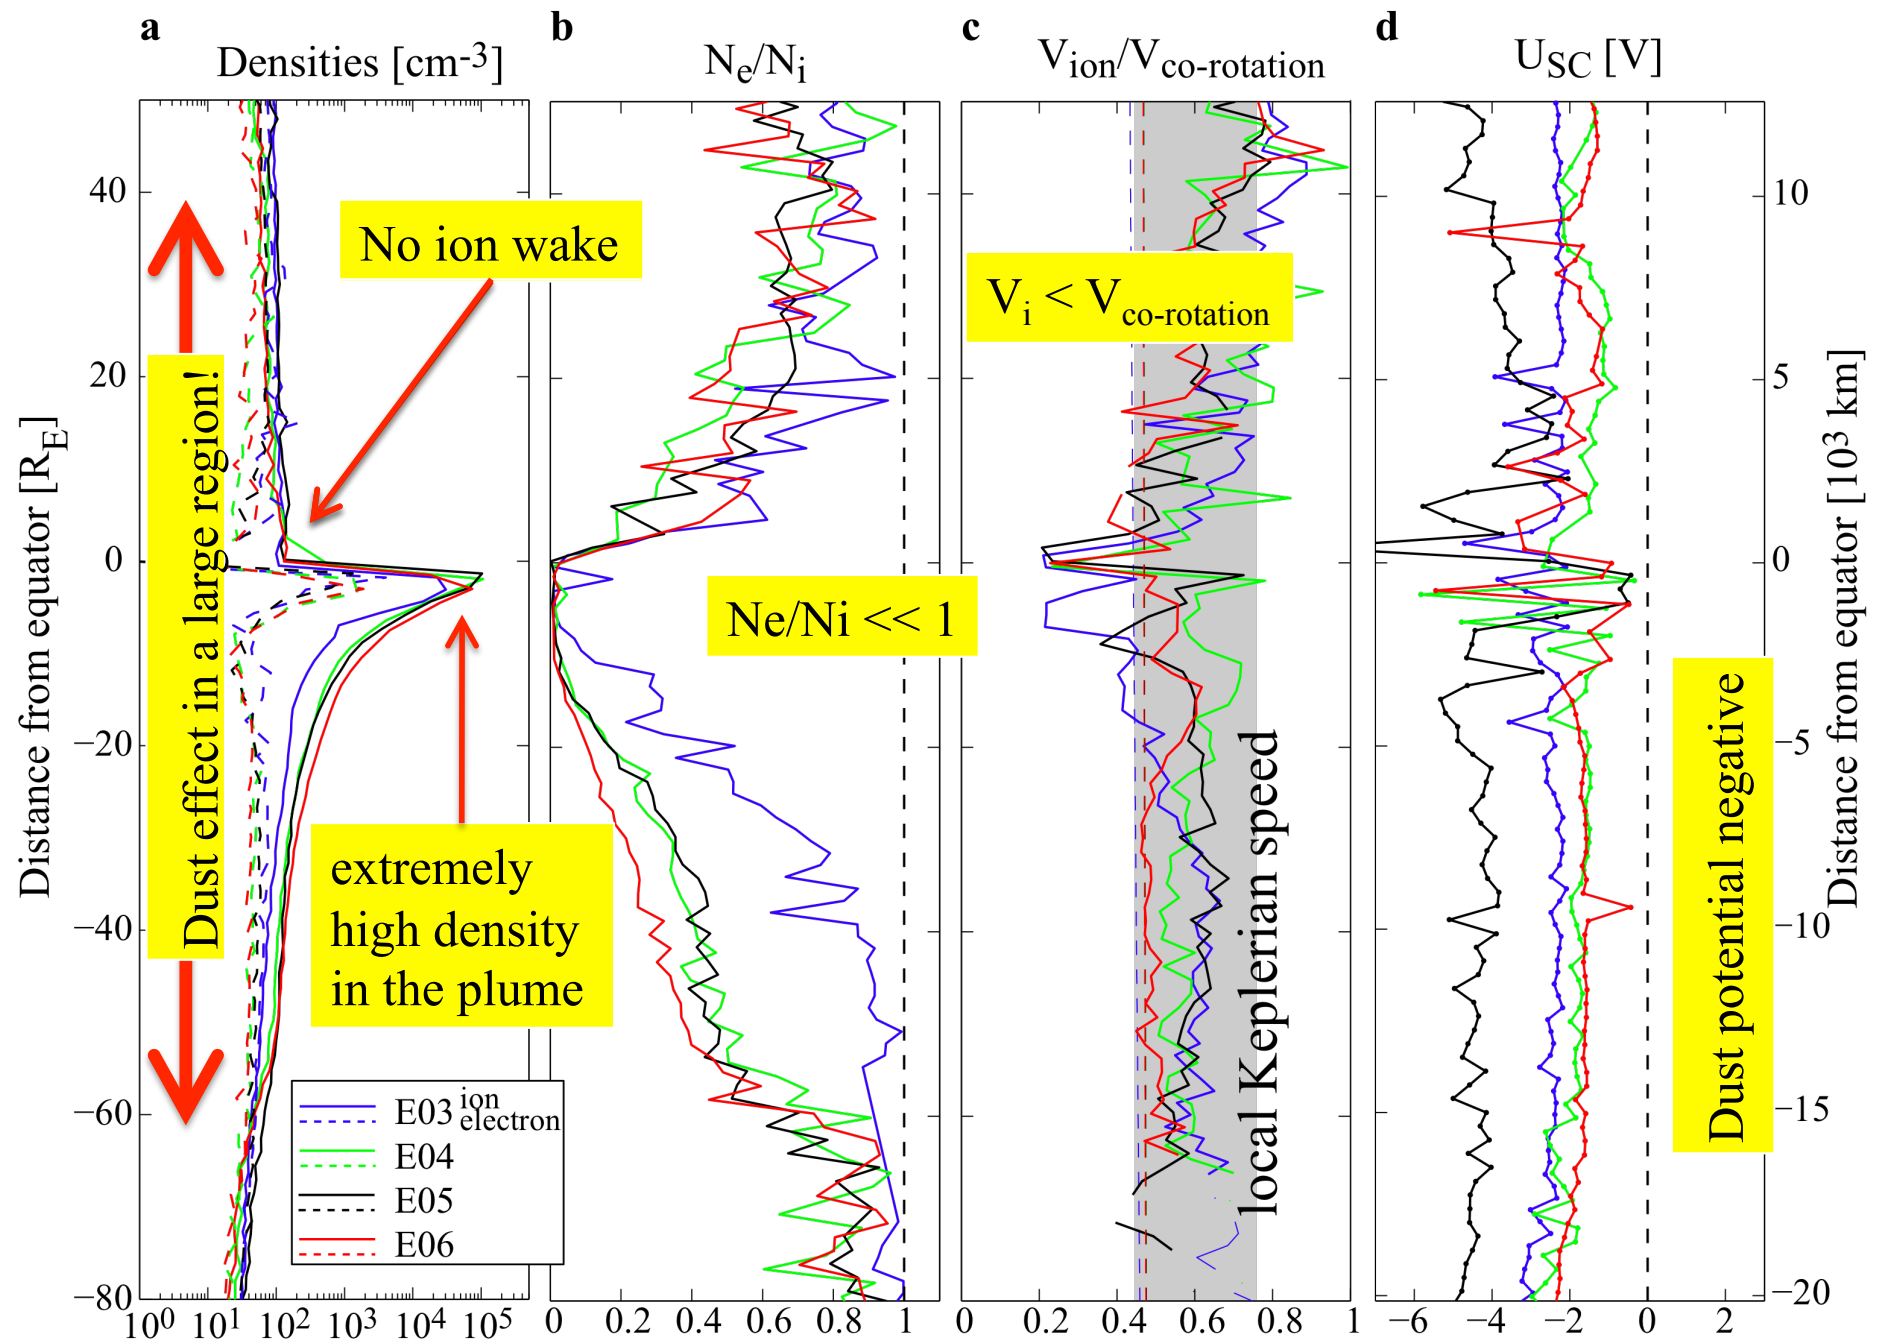 a
b
c
d
Densities [cm-3]
Ne/Ni
Vion/Vco-rotation
USC [V]
Distance from equator [RE]
40
20
0
−20
−40
−60
−80
10⁰ 10¹ 10² 10³ 10⁴ 10⁵
Dust effect in a large region!
No ion wake
extremely
high density
in the plume
E03 ion
electron
E04
E05
E06
0 0.2 0.4 0.6 0.8 1
Ne/Ni << 1
0 0.2 0.4 0.6 0.8 1
Vi < Vco-rotation
local Keplerian speed
−6 −4 −2 0 2
Dust potential negative
10
5
0
−5
−10
−15
−20
Distance from equator [10³ km]